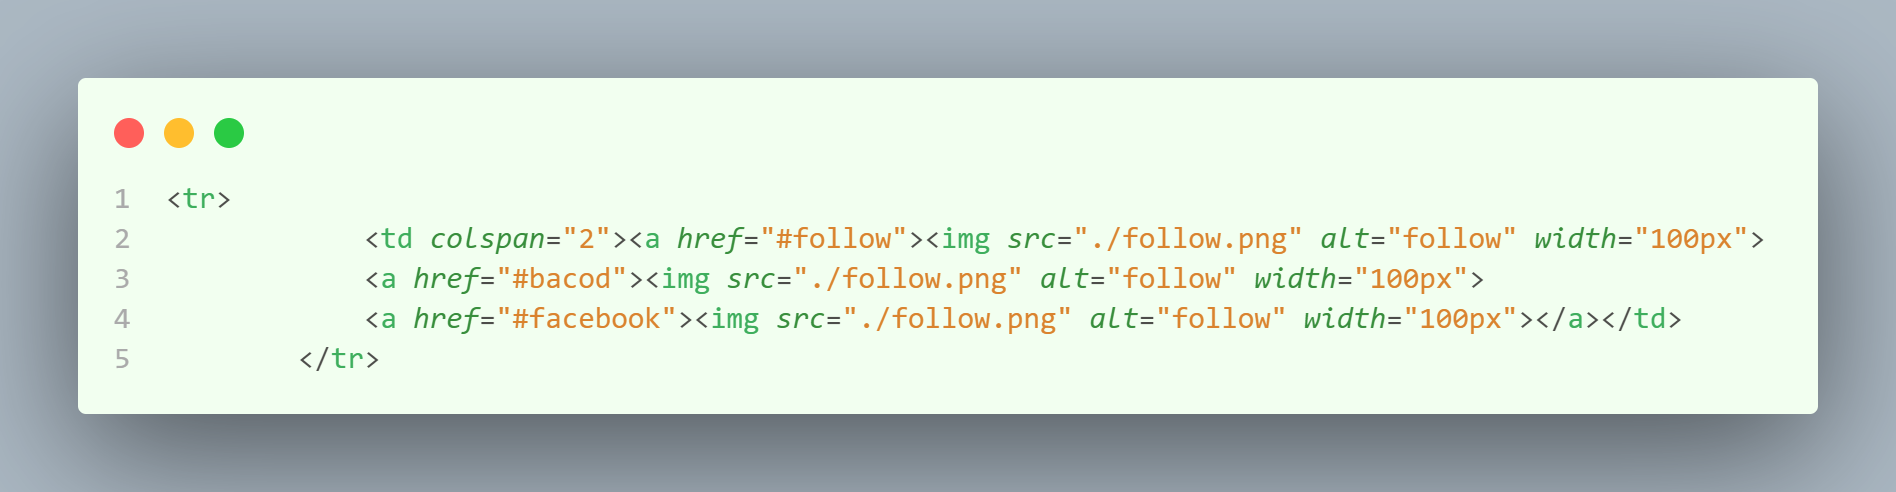 1 <tr>
2 <td colspan="2"><a href="#follow"><img src="./follow.png" alt="follow" width="100px">
3 <a href="#bacod"><img src="./follow.png" alt="follow" width="100px">
4 <a href="#facebook"><img src="./follow.png" alt="follow" width="100px"></a></td>
5 </tr>